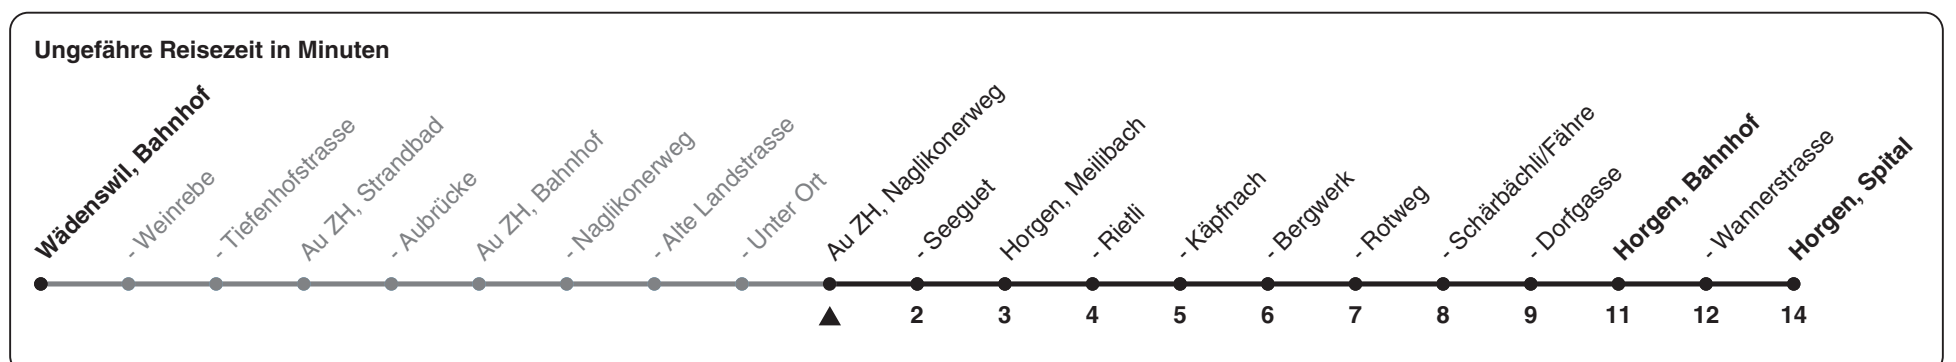 Ungefähre Reisezeit in Minuten
Wädenswil, Bahnhof
- Weinrebe
- Tiefenhofstrasse
Au ZH, Strandbad
- Aubrücke
Au ZH, Bahnhof
- Naglikonerweg
- Alte Landstrasse
- Unter Ort
Au ZH, Naglikonerweg
- Seeguet
Horgen, Meilibach
- Rietli
- Käpfnach
- Bergwerk
- Rotweg
- Schärbächli/Fähre
- Dorfgasse
Horgen, Bahnhof
- Wannerstrasse
Horgen, Spital
2 3 4 5 6 7 8 9 11 12 14